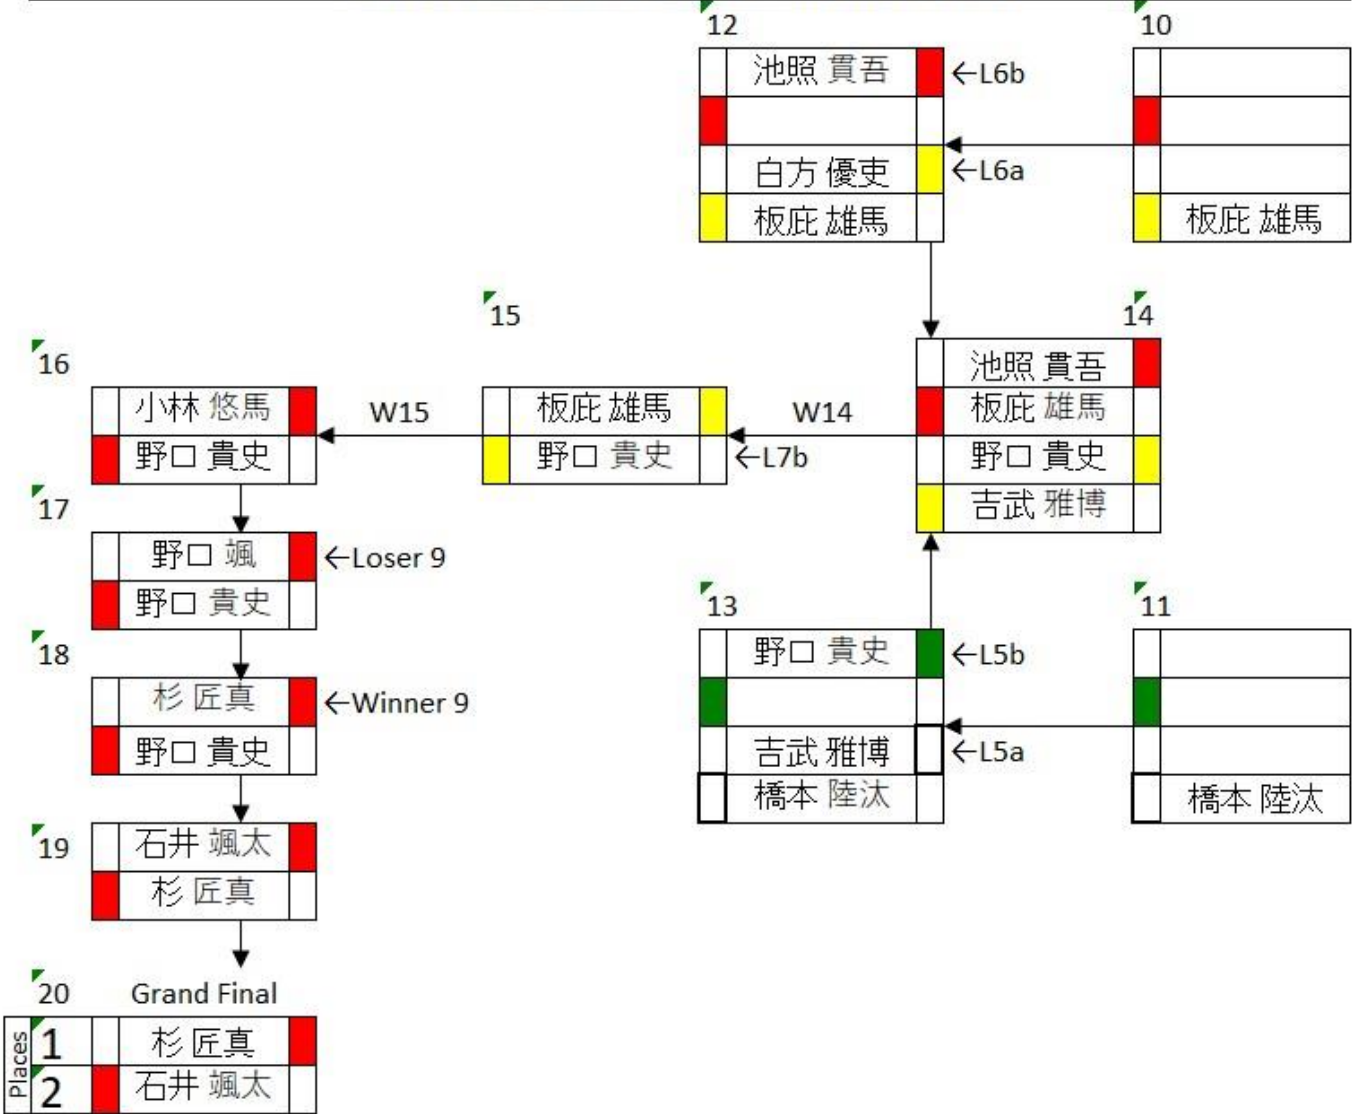 12
10
池照 貫吾
←L6b
白方 優吏
←L6a
板庇 雄馬
板庇 雄馬
15
14
16
池照 貫吾
小林 悠馬
W15
板庇 雄馬
W14
板庇 雄馬
野口 貴史
野口 貴史
←L7b
野口 貴史
17
吉武 雅博
野口 颯
←Loser 9
13
11
野口 貴史
18
野口 貴史
←L5b
杉 匠真
←Winner 9
野口 貴史
吉武 雅博
←L5a
橋本 陸汰
橋本 陸汰
19
石井 颯太
杉 匠真
20 Grand Final
Places
1 杉 匠真
2 石井 颯太